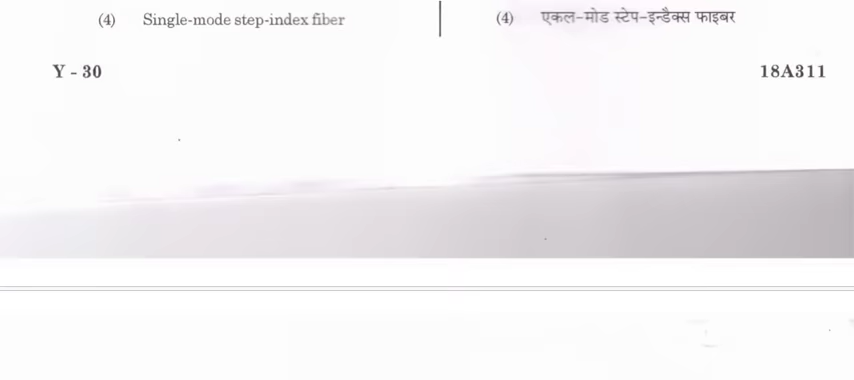 (4) Single-mode step-index fiber
(4) एकल-मोड स्टेप-इन्डैक्स फाइबर
Y - 30
18A311